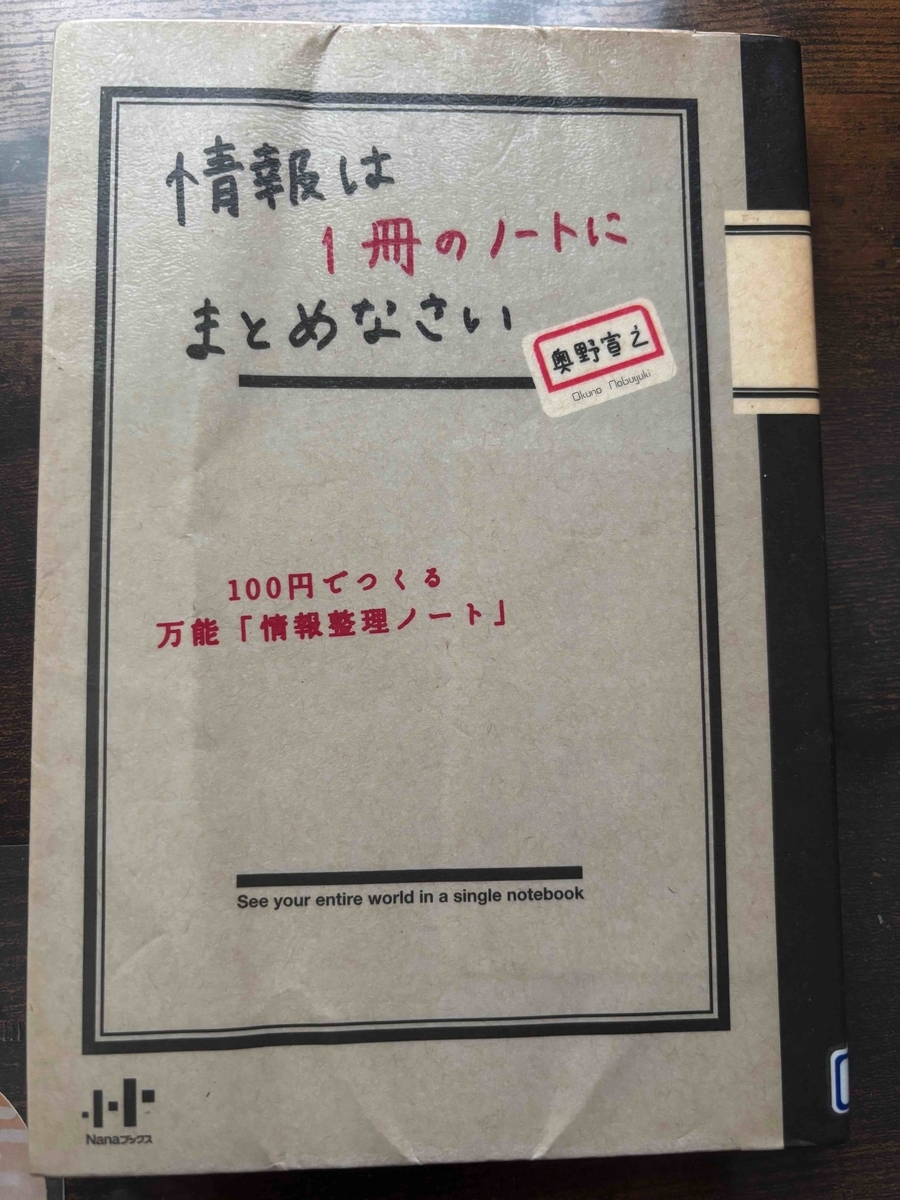 情報は
1冊のノートに
まとめなさい
奥野宣之
Okuno Nobuyuki
100円でつくる
万能「情報整理ノート」
See your entire world in a single notebook
Nanaブックス